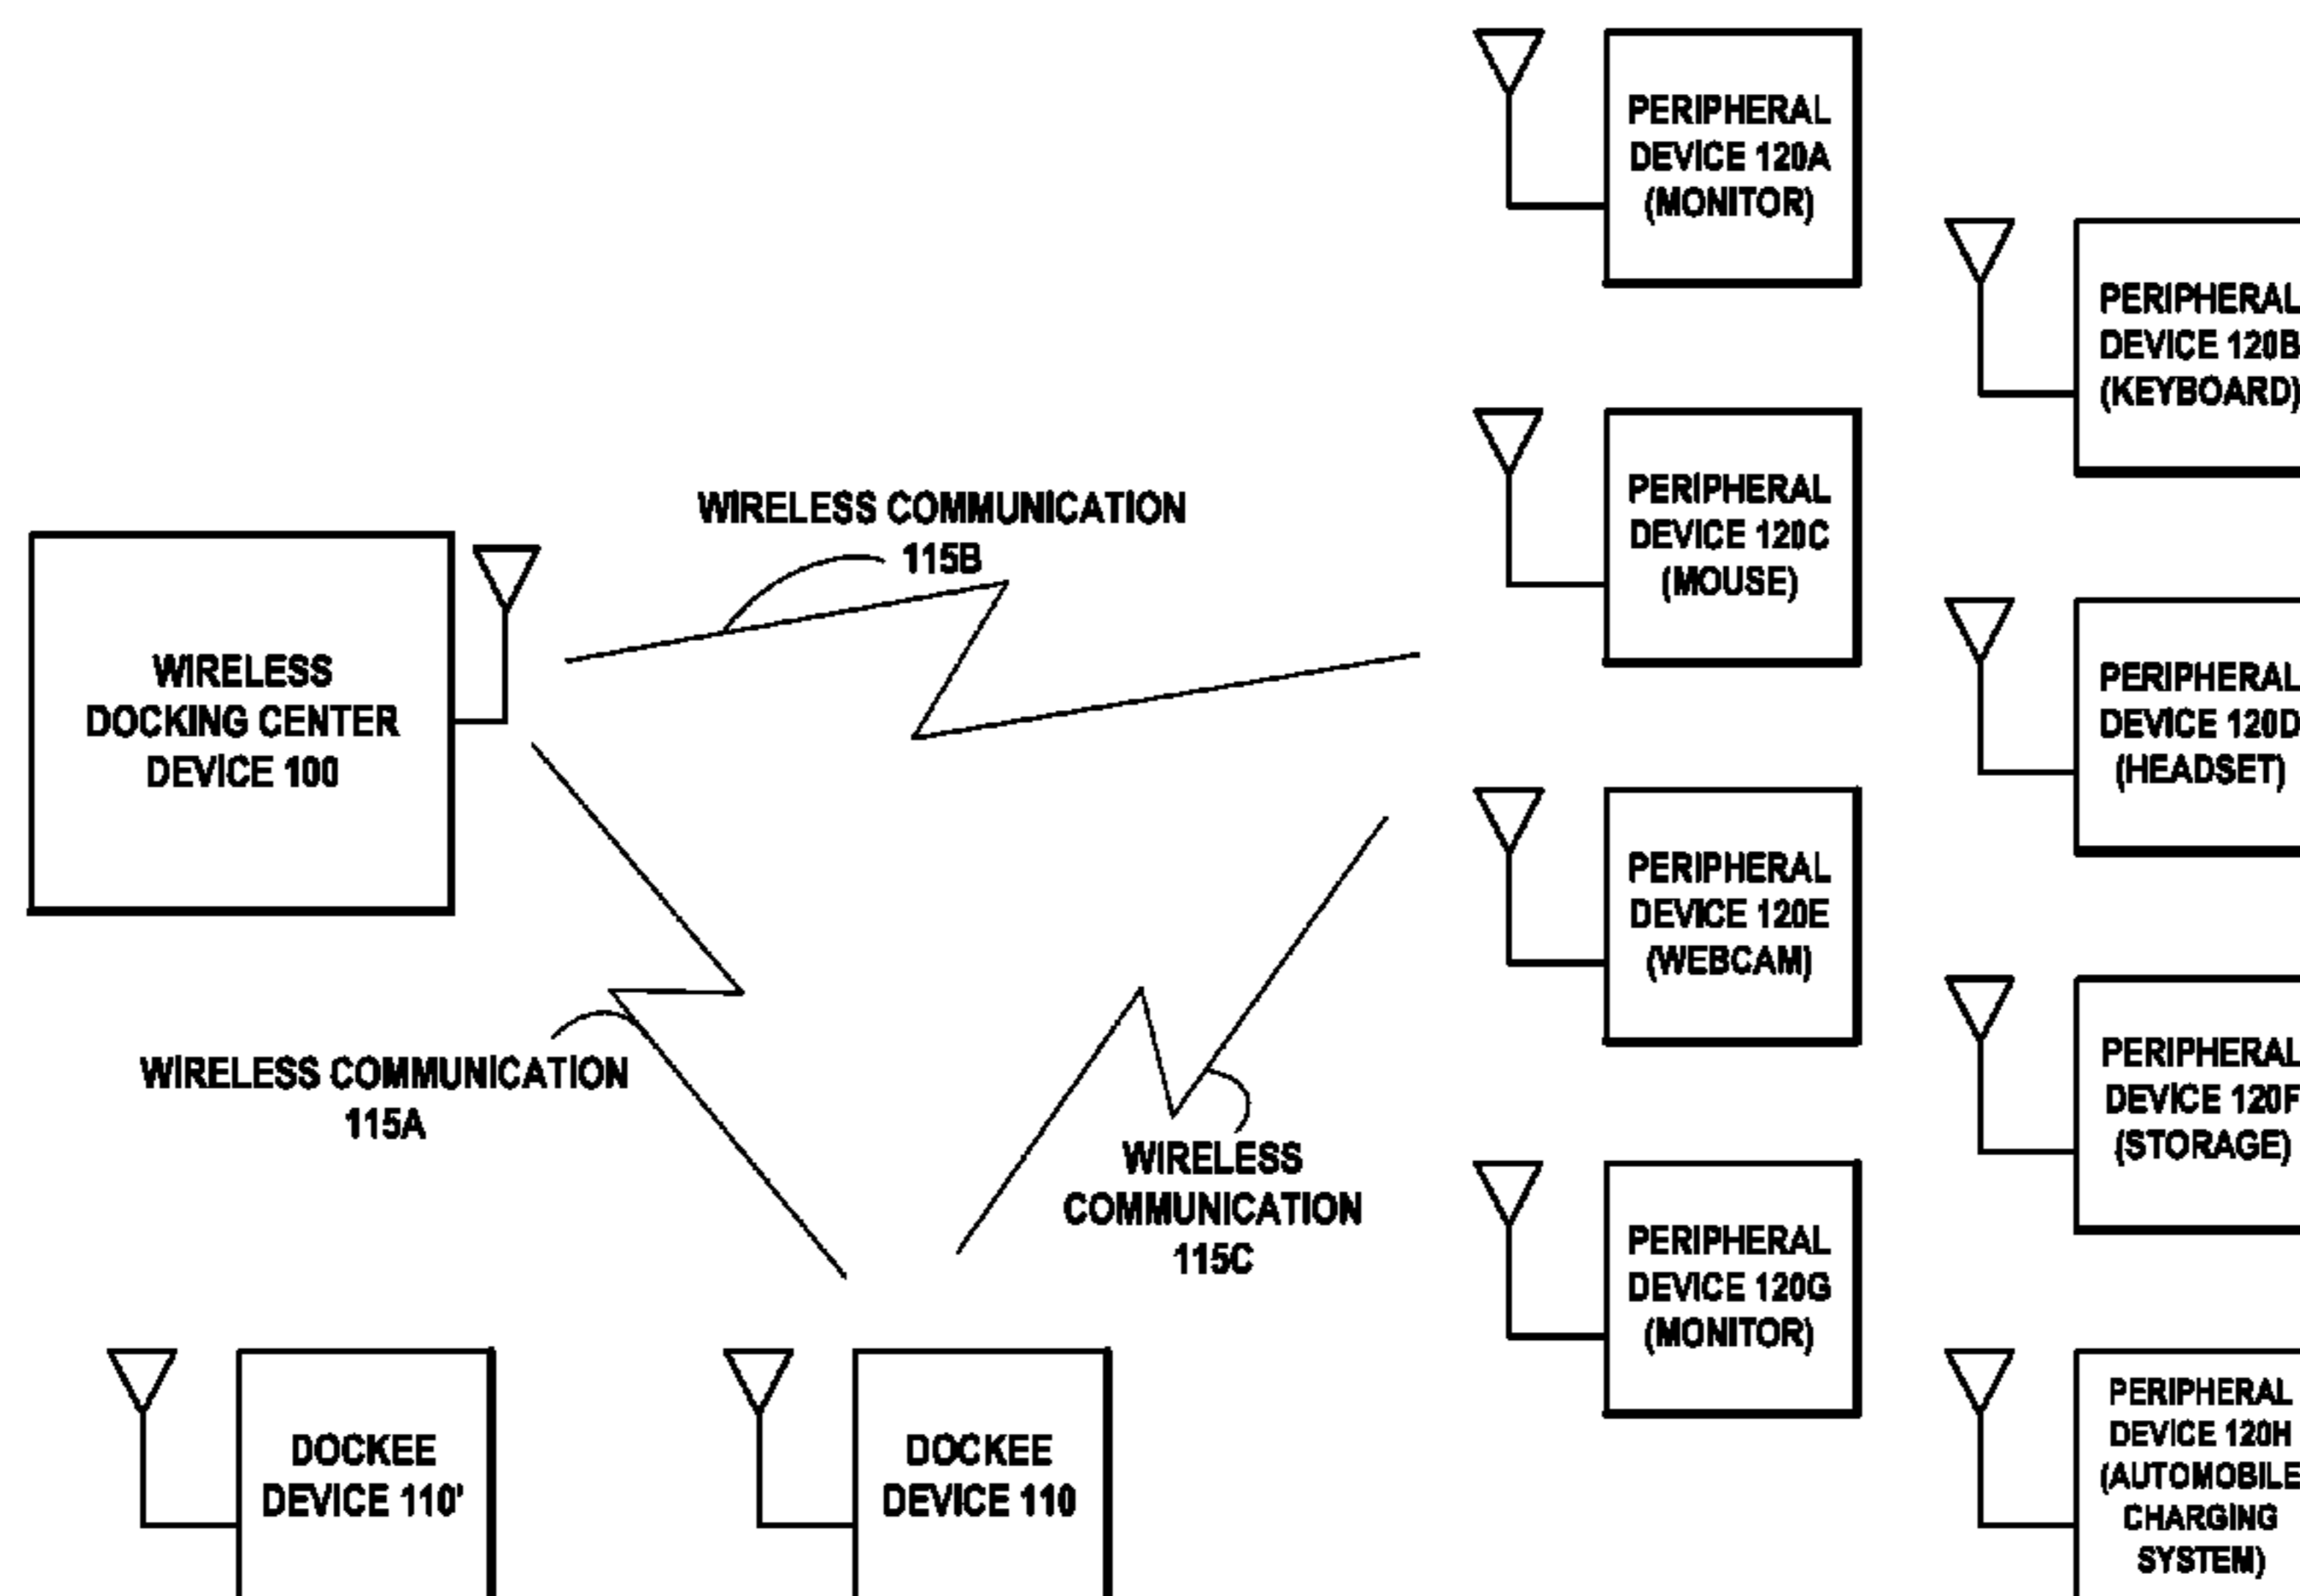 PERIPHERAL
DEVICE 120A
(MONITOR)
PERIPHERAL
DEVICE 120B
(KEYBOARD)
PERIPHERAL
DEVICE 120C
(MOUSE)
WIRELESS COMMUNICATION
115B
WIRELESS
DOCKING CENTER
DEVICE 100
PERIPHERAL
DEVICE 120D
(HEADSET)
PERIPHERAL
DEVICE 120E
(WEBCAM)
WIRELESS COMMUNICATION
115A
PERIPHERAL
DEVICE 120F
(STORAGE)
WIRELESS
COMMUNICATION
115C
PERIPHERAL
DEVICE 120G
(MONITOR)
DOCKEE
DEVICE 110'
DOCKEE
DEVICE 110
PERIPHERAL
DEVICE 120H
(AUTOMOBILE
CHARGING
SYSTEM)